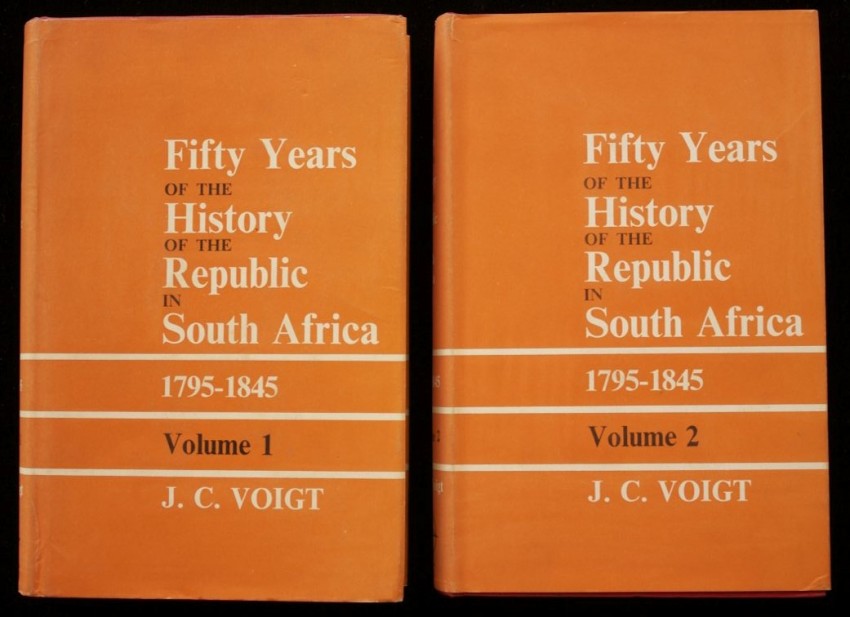 Fifty Years
OF THE
History
OF THE
Republic
IN
South Africa
1795-1845
Volume 1
J. C. VOIGT
Fifty Years
OF THE
History
OF THE
Republic
IN
South Africa
1795-1845
Volume 2
J. C. VOIGT